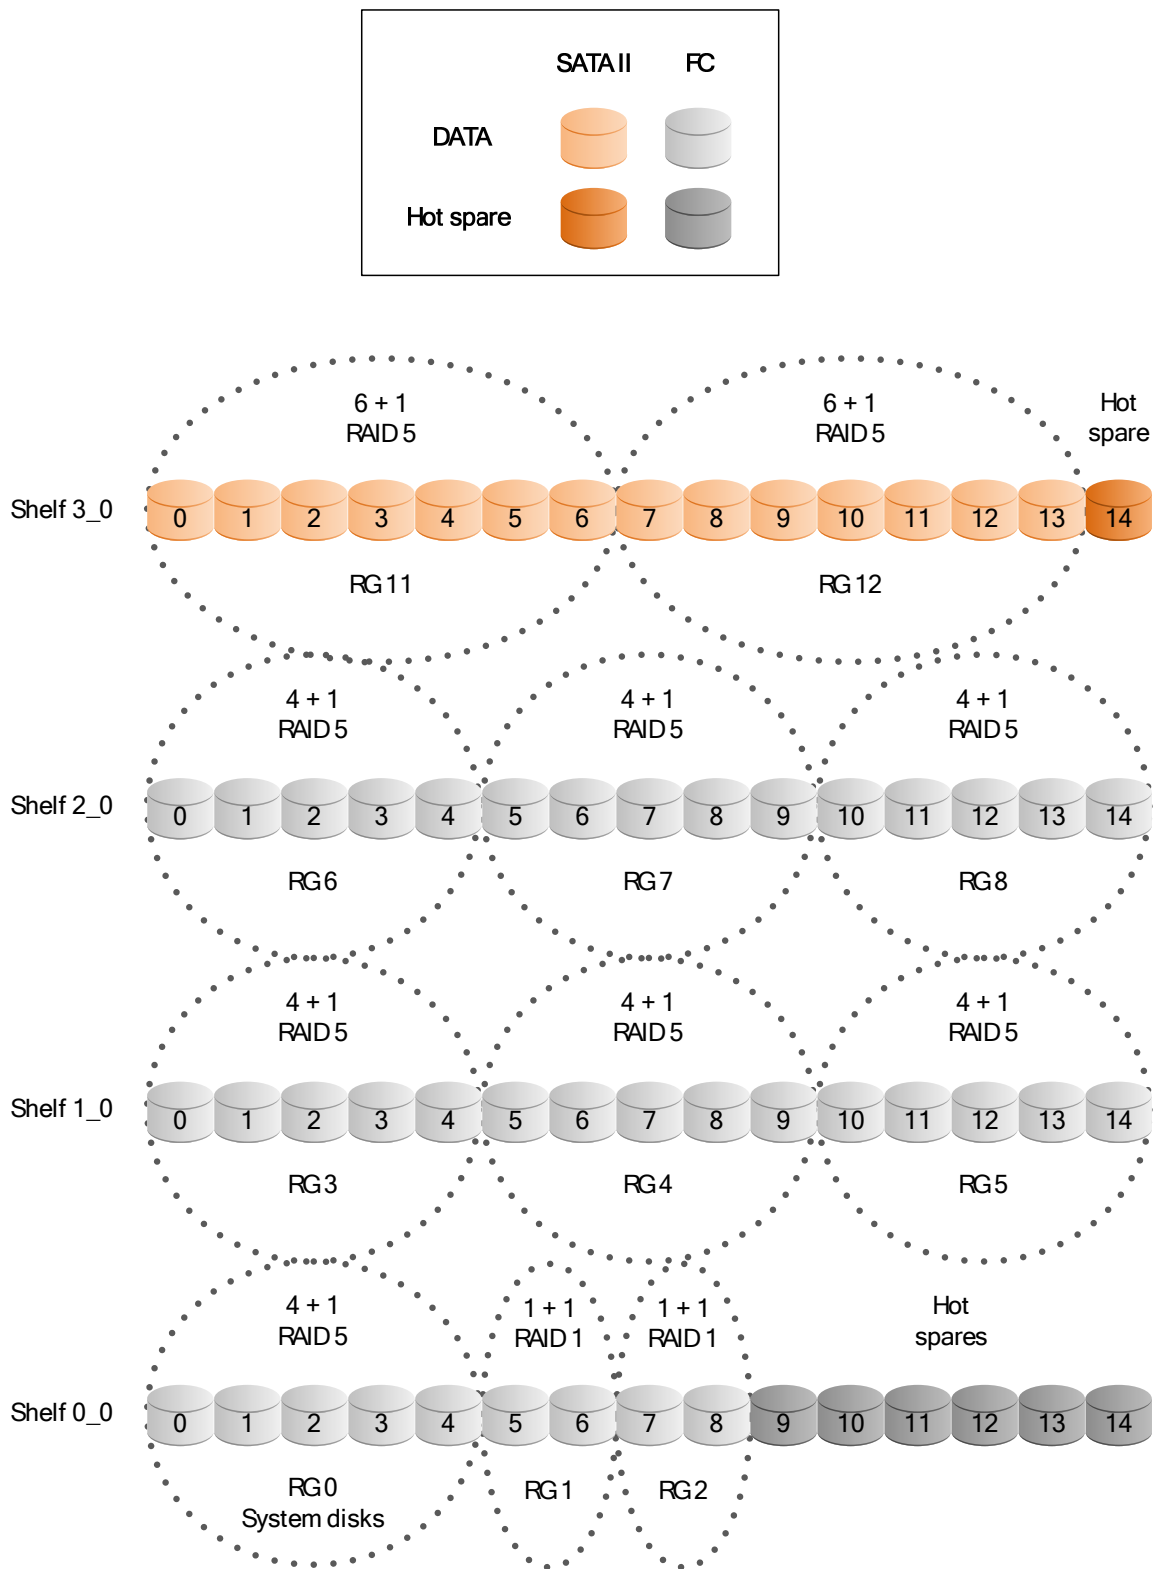 SATA II FC
DATA
Hot spare
6 + 1 6 + 1 Hot
RAID 5 RAID 5 spare
Shelf 3_0 0 1 2 3 4 5 6 7 8 9 10 11 12 13 14
RG 11 RG 12
4 + 1 4 + 1 4 + 1
RAID 5 RAID 5 RAID 5
Shelf 2_0 0 1 2 3 4 5 6 7 8 9 10 11 12 13 14
RG 6 RG 7 RG 8
4 + 1 4 + 1 4 + 1
RAID 5 RAID 5 RAID 5
Shelf 1_0 0 1 2 3 4 5 6 7 8 9 10 11 12 13 14
RG 3 RG 4 RG 5
4 + 1 1 + 1 1 + 1 Hot
RAID 5 RAID 1 RAID 1 spares
Shelf 0_0 0 1 2 3 4 5 6 7 8 9 10 11 12 13 14
RG 0 RG 1 RG 2
System disks